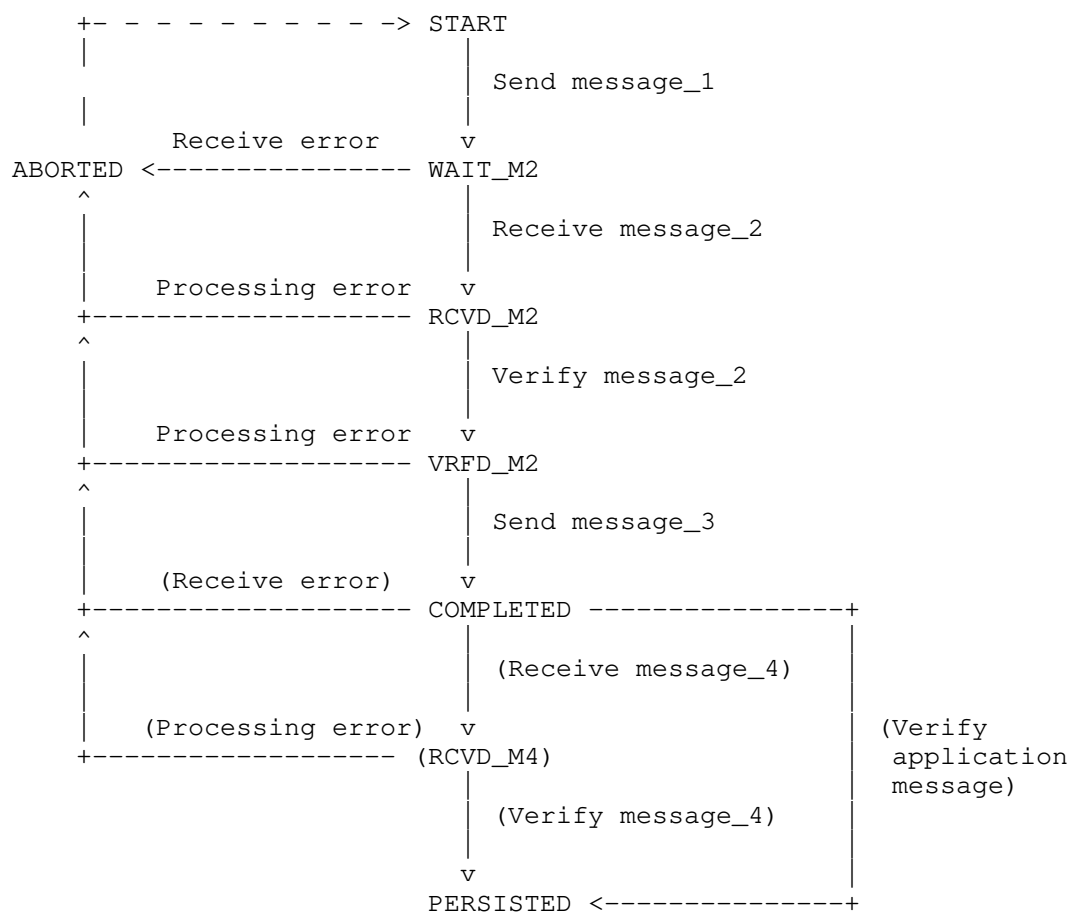 START
Send message_1
Receive error
ABORTED WAIT_M2
Receive message_2
Processing error
RCVD_M2
Verify message_2
Processing error
VRFD_M2
Send message_3
(Receive error)
COMPLETED
(Receive message_4)
(Processing error) (Verify
(RCVD_M4) application
message)
(Verify message_4)
PERSISTED